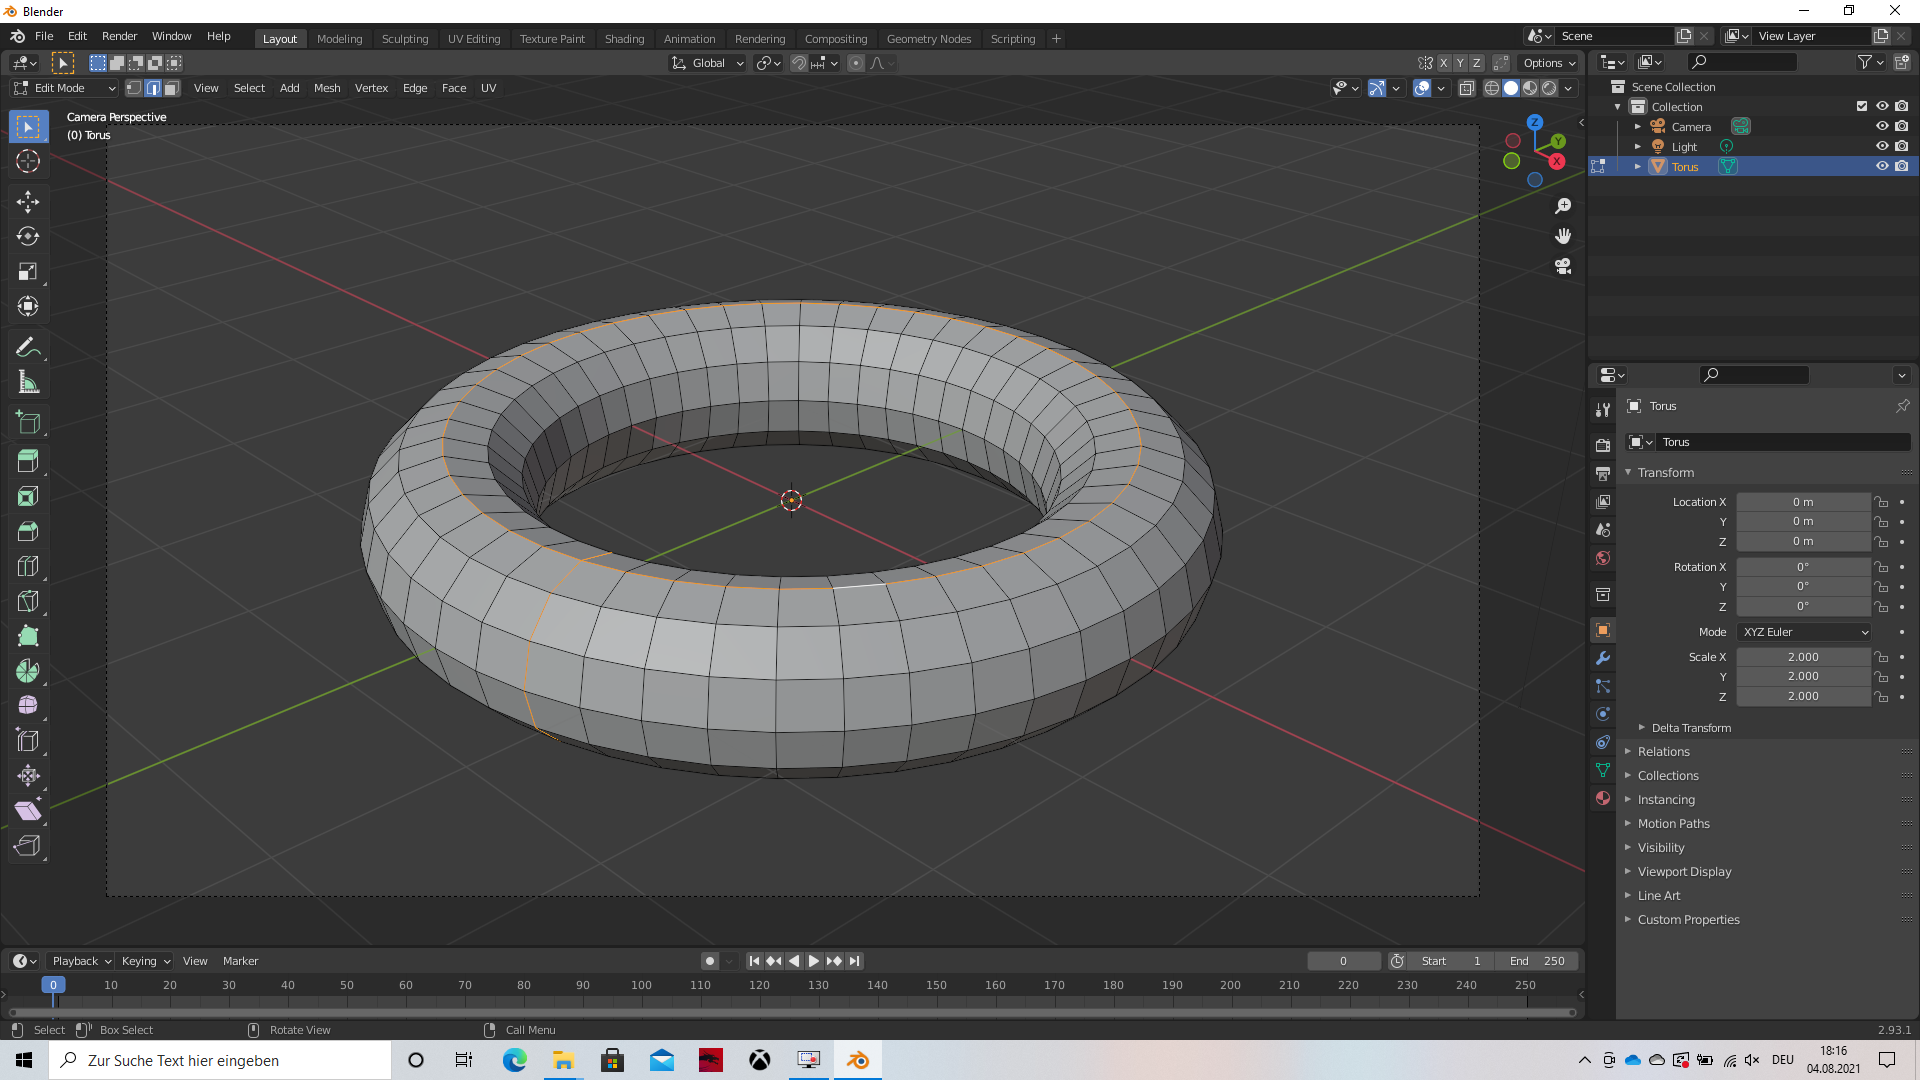 Blender
File Edit Render Window Help Layout Modeling Sculpting UV Editing Texture Paint Shading Animation Rendering Compositing Geometry Nodes Scripting + Scene View Layer
Global X Y Z Options
Edit Mode View Select Add Mesh Vertex Edge Face UV
Camera Perspective
(0) Torus
Z
Y
X
Scene Collection
Collection
Camera
Light
Torus
Torus
Torus
Transform
Location X 0 m
Y 0 m
Z 0 m
Rotation X 0°
Y 0°
Z 0°
Mode XYZ Euler
Scale X 2.000
Y 2.000
Z 2.000
Delta Transform
Relations
Collections
Instancing
Motion Paths
Visibility
Viewport Display
Line Art
Custom Properties
Playback Keying View Marker 0 Start 1 End 250
0 10 20 30 40 50 60 70 80 90 100 110 120 130 140 150 160 170 180 190 200 210 220 230 240 250
Select Box Select Rotate View Call Menu 2.93.1
Zur Suche Text hier eingeben DEU 18:16
04.08.2021